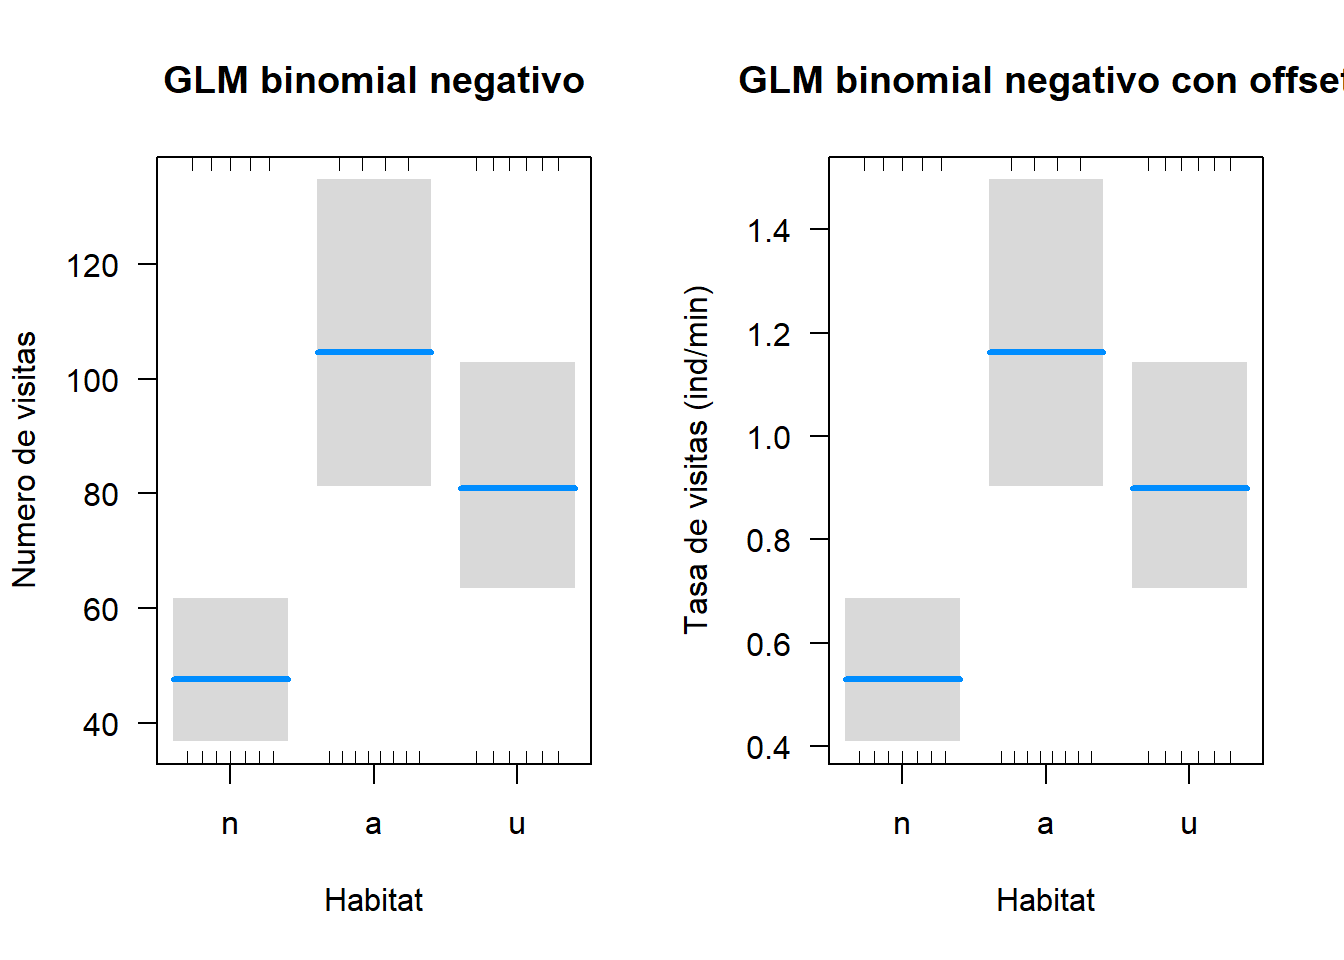 GLM binomial negativo
Numero de visitas
120
100
80
60
40
n a u
Habitat
GLM binomial negativo con offset
Tasa de visitas (ind/min)
1.4
1.2
1.0
0.8
0.6
0.4
n a u
Habitat